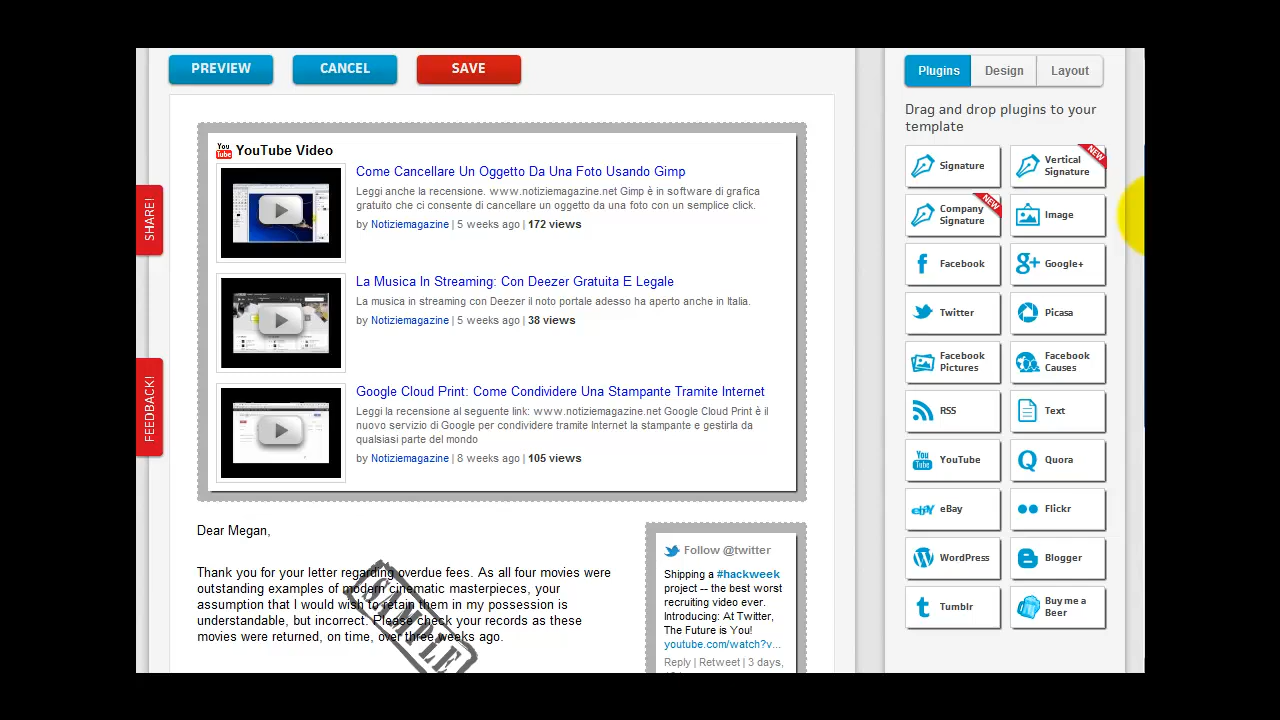 PREVIEW
CANCEL
SAVE
SHARE!
FEEDBACK!
You Tube YouTube Video
Come Cancellare Un Oggetto Da Una Foto Usando Gimp
Leggi anche la recensione. www.notiziemagazine.net Gimp è in software di grafica
gratuito che ci consente di cancellare un oggetto da una foto con un semplice click.
by Notiziemagazine | 5 weeks ago | 172 views
La Musica In Streaming: Con Deezer Gratuita E Legale
La musica in streaming con Deezer il noto portale adesso ha aperto anche in Italia.
by Notiziemagazine | 5 weeks ago | 38 views
Google Cloud Print: Come Condividere Una Stampante Tramite Internet
Leggi la recensione al seguente link: www.notiziemagazine.net Google Cloud Print è il
nuovo servizio di Google per condividere tramite Internet la stampante e gestirla da
qualsiasi parte del mondo
by Notiziemagazine | 8 weeks ago | 105 views
Dear Megan,
Thank you for your letter regarding overdue fees. As all four movies were
outstanding examples of modern cinematic masterpieces, your
assumption that I would wish to retain them in my possession is
understandable, but incorrect. Please check your records as these
movies were returned, on time, over three weeks ago.
SAMPLE
Follow @twitter
Shipping a #hackweek
project -- the best worst
recruiting video ever.
Introducing: At Twitter,
The Future is You!
youtube.com/watch?v...
Reply | Retweet | 3 days,
Plugins
Design
Layout
Drag and drop plugins to your
template
Signature
Vertical
Signature
NEW
Company
Signature
NEW
Image
Facebook
Google+
Twitter
Picasa
Facebook
Pictures
Facebook
Causes
RSS
Text
You Tube YouTube
Quora
ebay eBay
Flickr
WordPress
Blogger
Tumblr
Buy me a
Beer